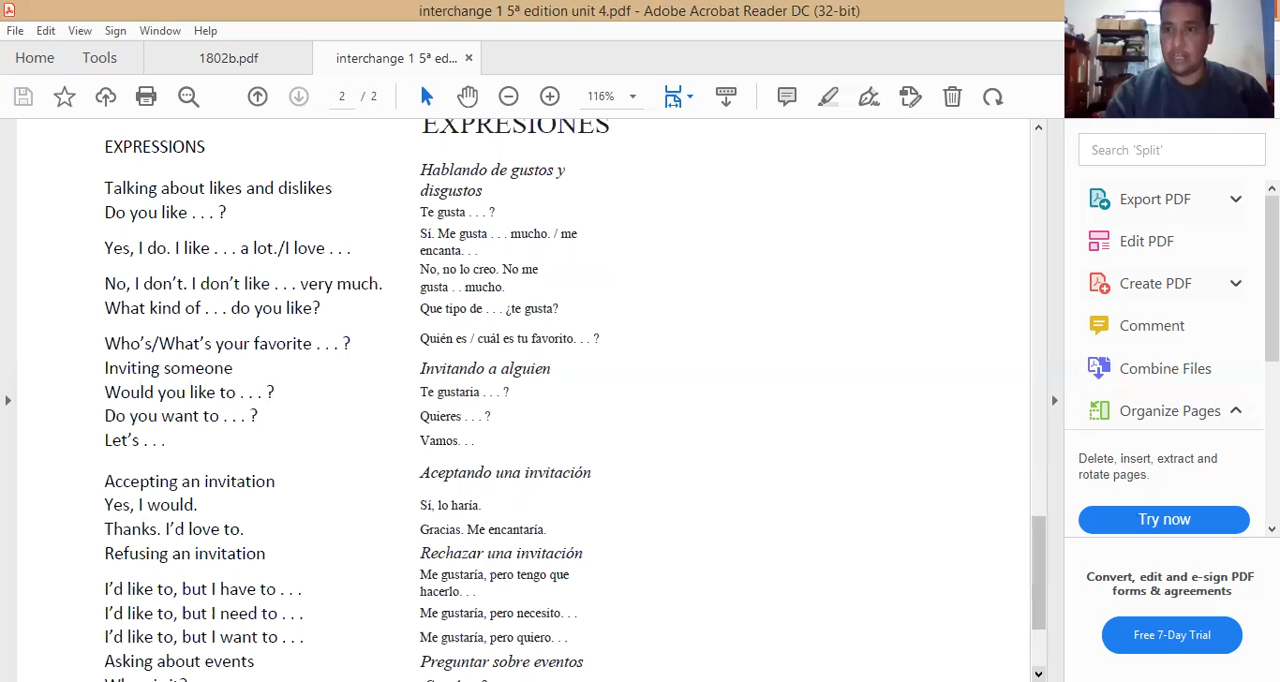 interchange 1 5ª edition unit 4.pdf - Adobe Acrobat Reader DC (32-bit)
File Edit View Sign Window Help
Home Tools 1802b.pdf interchange 1 5ª ed... ×
2 / 2 116%
EXPRESIONES
EXPRESSIONS
Hablando de gustos y
disgustos
Talking about likes and dislikes
Do you like . . . ?
Te gusta . . . ?
Yes, I do. I like . . . a lot./I love . . .
Sí. Me gusta . . . mucho. / me
encanta. . .
No, I don’t. I don’t like . . . very much.
No, no lo creo. No me
gusta . . mucho.
What kind of . . . do you like?
Que tipo de . . . ¿te gusta?
Who’s/What’s your favorite . . . ?
Quién es / cuál es tu favorito. . . ?
Inviting someone
Invitando a alguien
Would you like to . . . ?
Te gustaría . . . ?
Do you want to . . . ?
Quieres . . . ?
Let’s . . .
Vamos. . .
Accepting an invitation
Aceptando una invitación
Yes, I would.
Sí, lo haría.
Thanks. I’d love to.
Gracias. Me encantaría.
Refusing an invitation
Rechazar una invitación
I’d like to, but I have to . . .
Me gustaría, pero tengo que
hacerlo. . .
I’d like to, but I need to . . .
Me gustaría, pero necesito. . .
I’d like to, but I want to . . .
Me gustaría, pero quiero. . .
Asking about events
Preguntar sobre eventos
Search 'Split'
Export PDF
Edit PDF
Create PDF
Comment
Combine Files
Organize Pages
Delete, insert, extract and
rotate pages.
Try now
Convert, edit and e-sign PDF
forms & agreements
Free 7-Day Trial